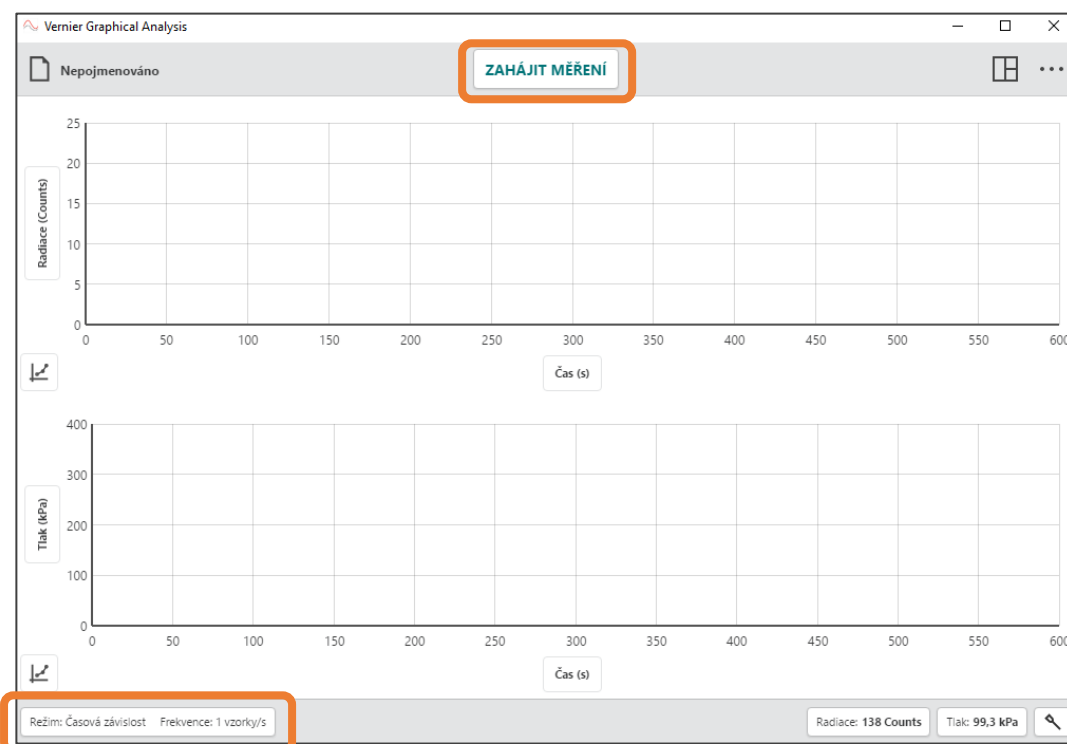 Vernier Graphical Analysis
Nepojmenováno
ZAHÁJIT MĚŘENÍ
Radiace (Counts)
25
20
15
10
5
0
0 50 100 150 200 250 300 350 400 450 500 550 600
Čas (s)
Tlak (kPa)
400
300
200
100
0
0 50 100 150 200 250 300 350 400 450 500 550 600
Čas (s)
Režim: Časová závislost Frekvence: 1 vzorky/s
Radiace: 138 Counts
Tlak: 99,3 kPa